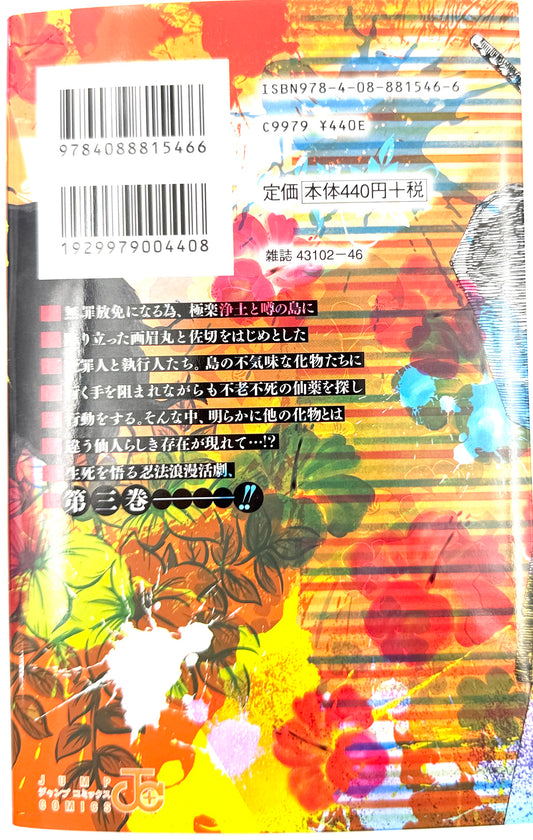 ISBN978-4-08-881546-6
C9979 ¥440E
9784088815466
定価 本体440円+税
1929979004408
雑誌 43102-46
無罪放免になる為、極楽浄土と噂の島に
降り立った画眉丸と佐切をはじめとした
死罪人と執行人たち。島の不気味な化物たちに
行く手を阻まれながらも不老不死の仙薬を探し
行動をする。そんな中、明らかに他の化物とは
違う仙人らしき存在が現れて…!?
生死を悟る忍法浪漫活劇、
第三巻————!!
JUMP
ジャンプ コミックス
COMICS
JC+